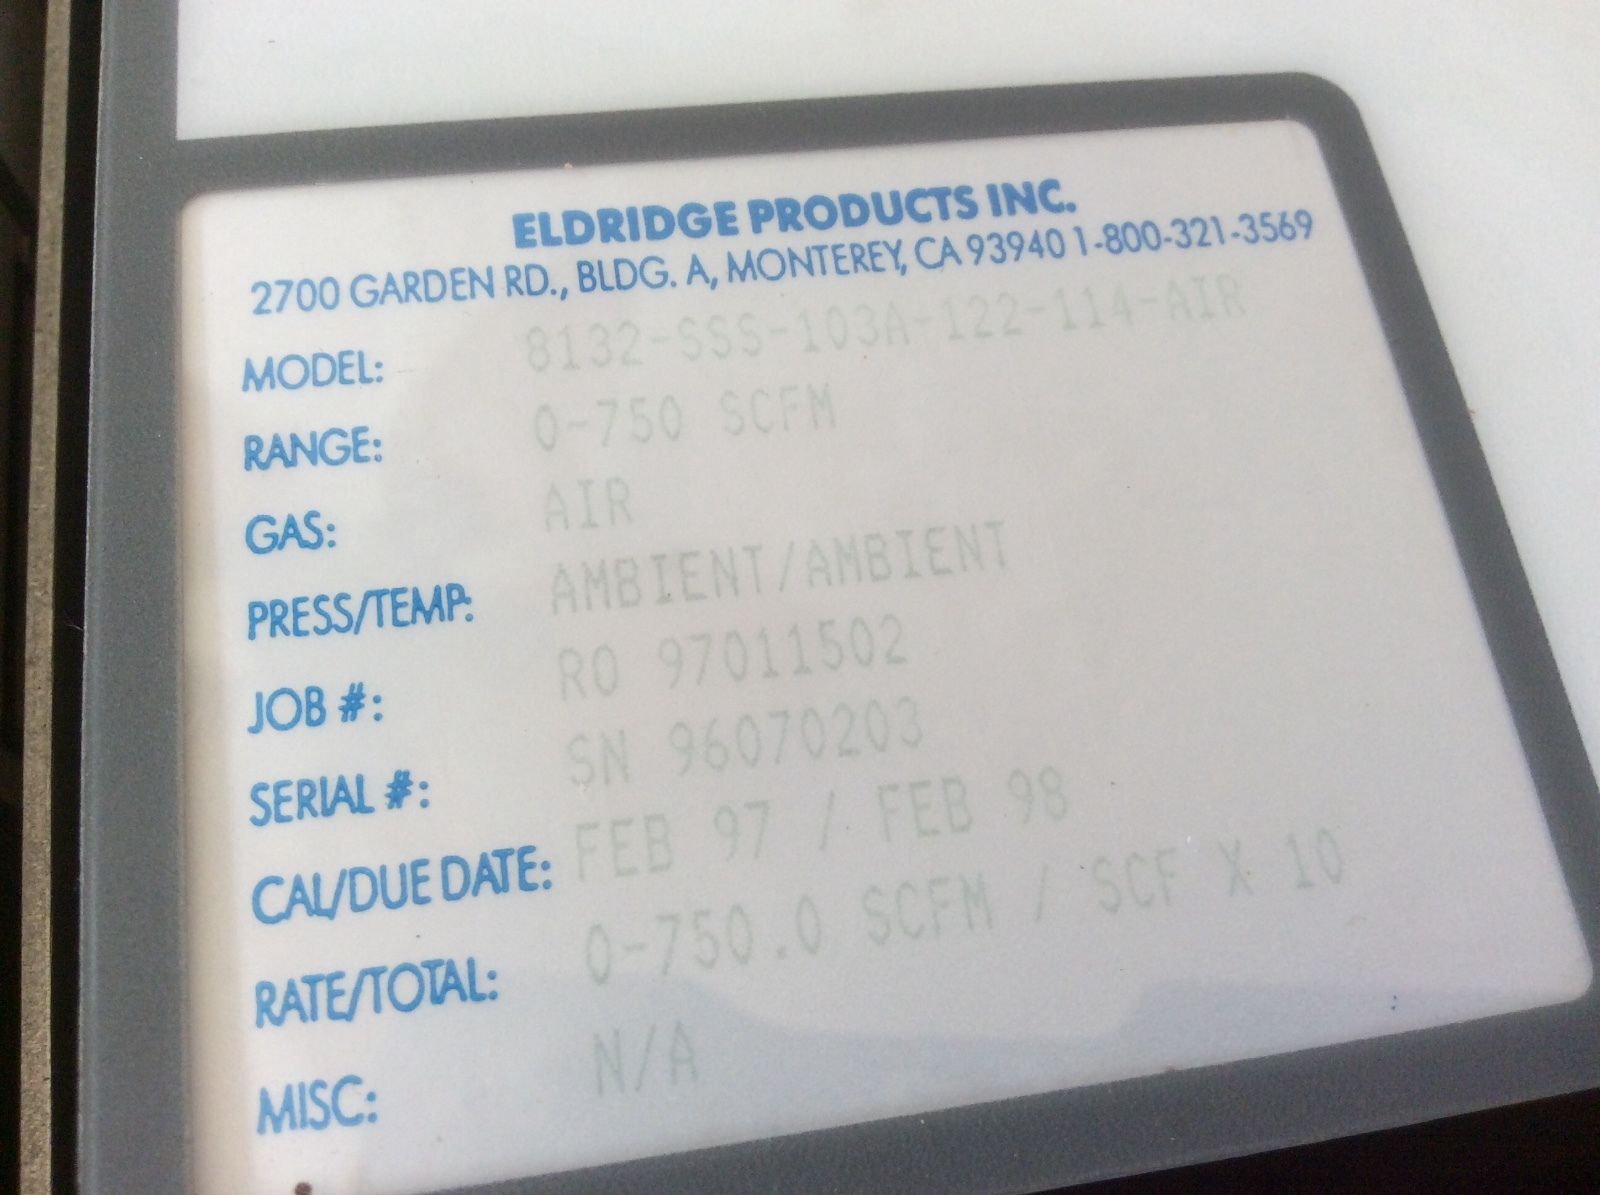 ELDRIDGE PRODUCTS INC.
2700 GARDEN RD., BLDG. A, MONTEREY, CA 93940 1-800-321-3569
MODEL: 8132-SSS-103A-122-114-AIR
RANGE: 0-750 SCFM
GAS: AIR
PRESS/TEMP: AMBIENT/AMBIENT
JOB #: RO 97011502
SERIAL #: SN 96070203
CAL/DUE DATE: FEB 97 / FEB 98
RATE/TOTAL: 0-750.0 SCFM / SCF X 10
MISC: N/A